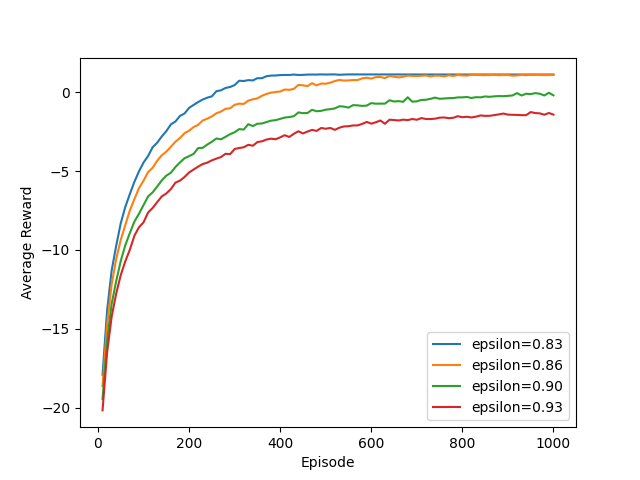 0
−5
−10
−15
−20
Average Reward
0 200 400 600 800 1000
Episode
epsilon=0.83
epsilon=0.86
epsilon=0.90
epsilon=0.93